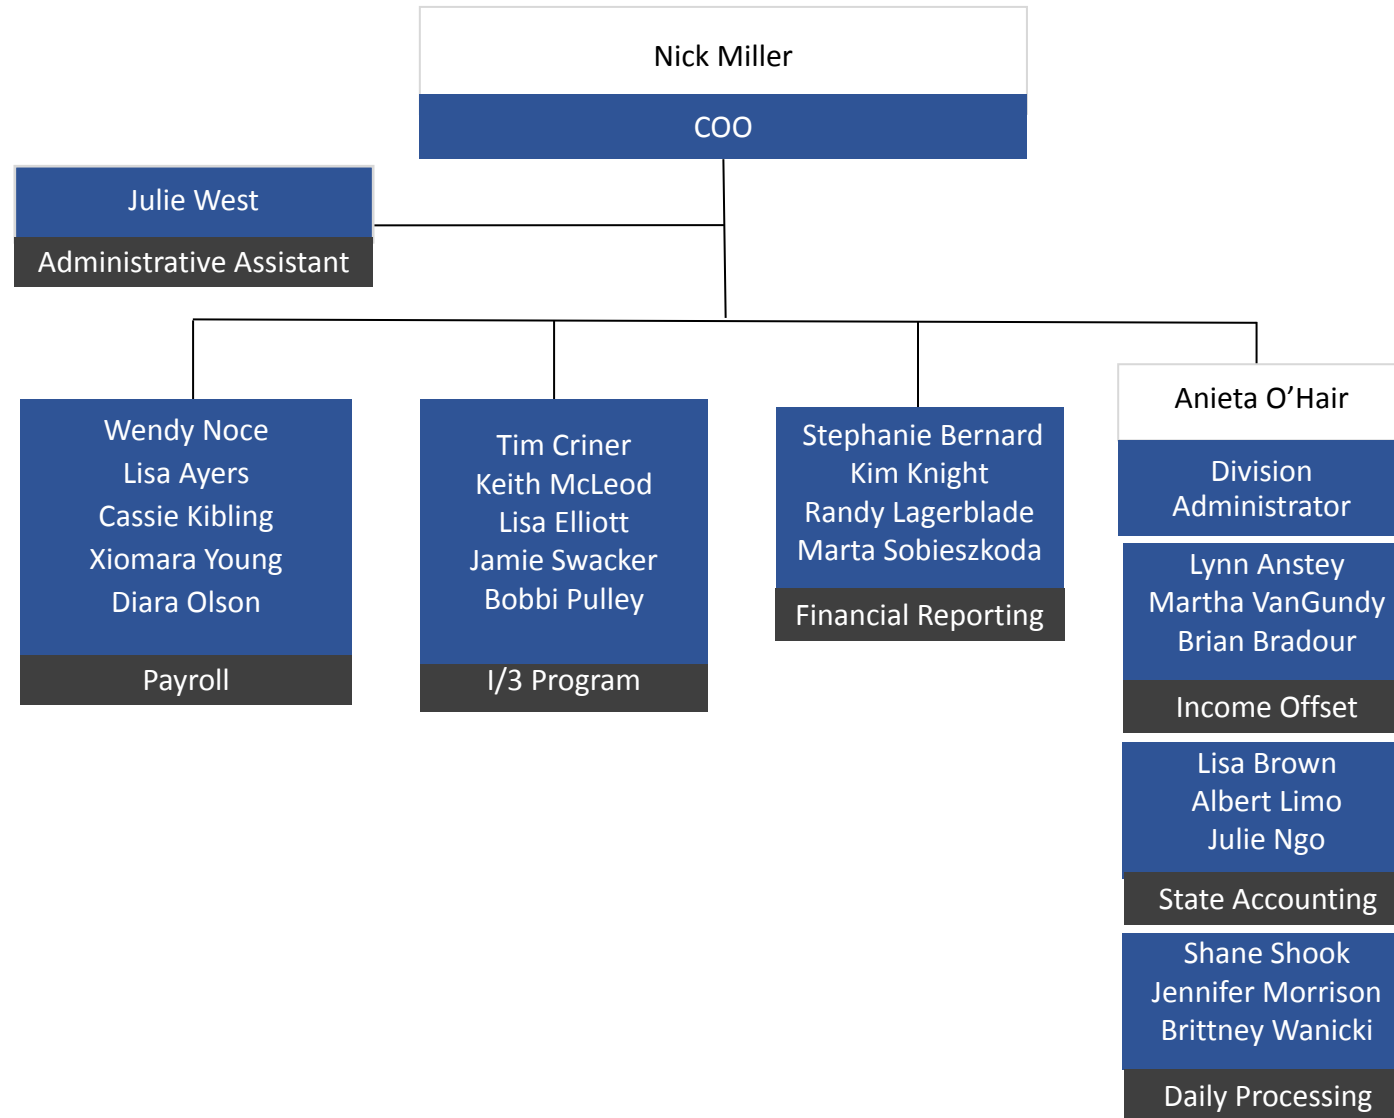 Nick Miller
COO
Julie West
Administrative Assistant
Wendy Noce
Lisa Ayers
Cassie Kibling
Xiomara Young
Diara Olson
Payroll
Tim Criner
Keith McLeod
Lisa Elliott
Jamie Swacker
Bobbi Pulley
I/3 Program
Stephanie Bernard
Kim Knight
Randy Lagerblade
Marta Sobieszkoda
Financial Reporting
Anieta O’Hair
Division
Administrator
Lynn Anstey
Martha VanGundy
Brian Bradour
Income Offset
Lisa Brown
Albert Limo
Julie Ngo
State Accounting
Shane Shook
Jennifer Morrison
Brittney Wanicki
Daily Processing